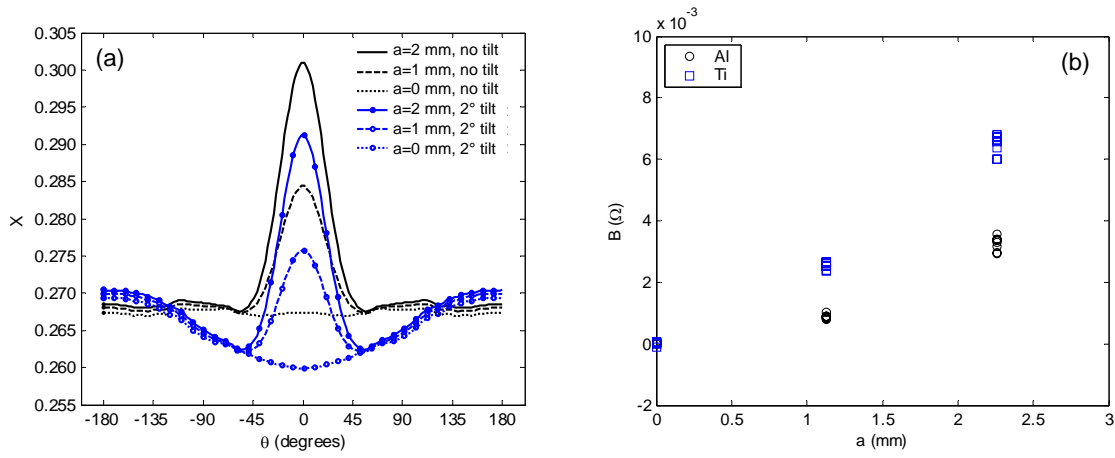 (a)
0.305
0.300
0.295
0.290
0.285
0.280
0.275
0.270
0.265
0.260
0.255
X
a=2 mm, no tilt
a=1 mm, no tilt
a=0 mm, no tilt
a=2 mm, 2° tilt
a=1 mm, 2° tilt
a=0 mm, 2° tilt
-180 -135 -90 -45 0 45 90 135 180
θ (degrees)
x 10⁻³
(b)
Al
Ti
10
8
6
4
2
0
-2
B (Ω)
0 0.5 1 1.5 2 2.5 3
a (mm)